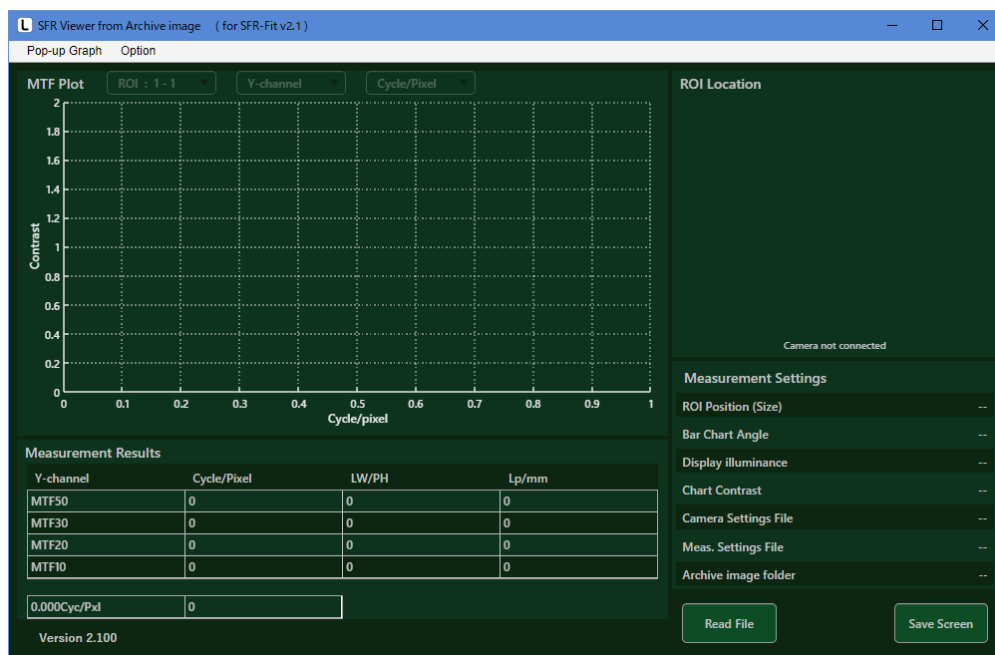 L SFR Viewer from Archive image ( for SFR-Fit v2.1 )
Pop-up Graph Option
MTF Plot ROI : 1 - 1 Y-channel Cycle/Pixel
2
1.8
1.6
1.4
1.2
1
0.8
0.6
0.4
0.2
0
Contrast
0 0.1 0.2 0.3 0.4 0.5 0.6 0.7 0.8 0.9 1
Cycle/pixel
ROI Location
Camera not connected
Measurement Settings
ROI Position (Size) --
Bar Chart Angle --
Display illuminance --
Chart Contrast --
Camera Settings File --
Meas. Settings File --
Archive image folder --
Measurement Results
Y-channel Cycle/Pixel LW/PH Lp/mm
MTF50 0 0 0
MTF30 0 0 0
MTF20 0 0 0
MTF10 0 0 0
0.000Cyc/Pxl 0
Version 2.100
Read File Save Screen